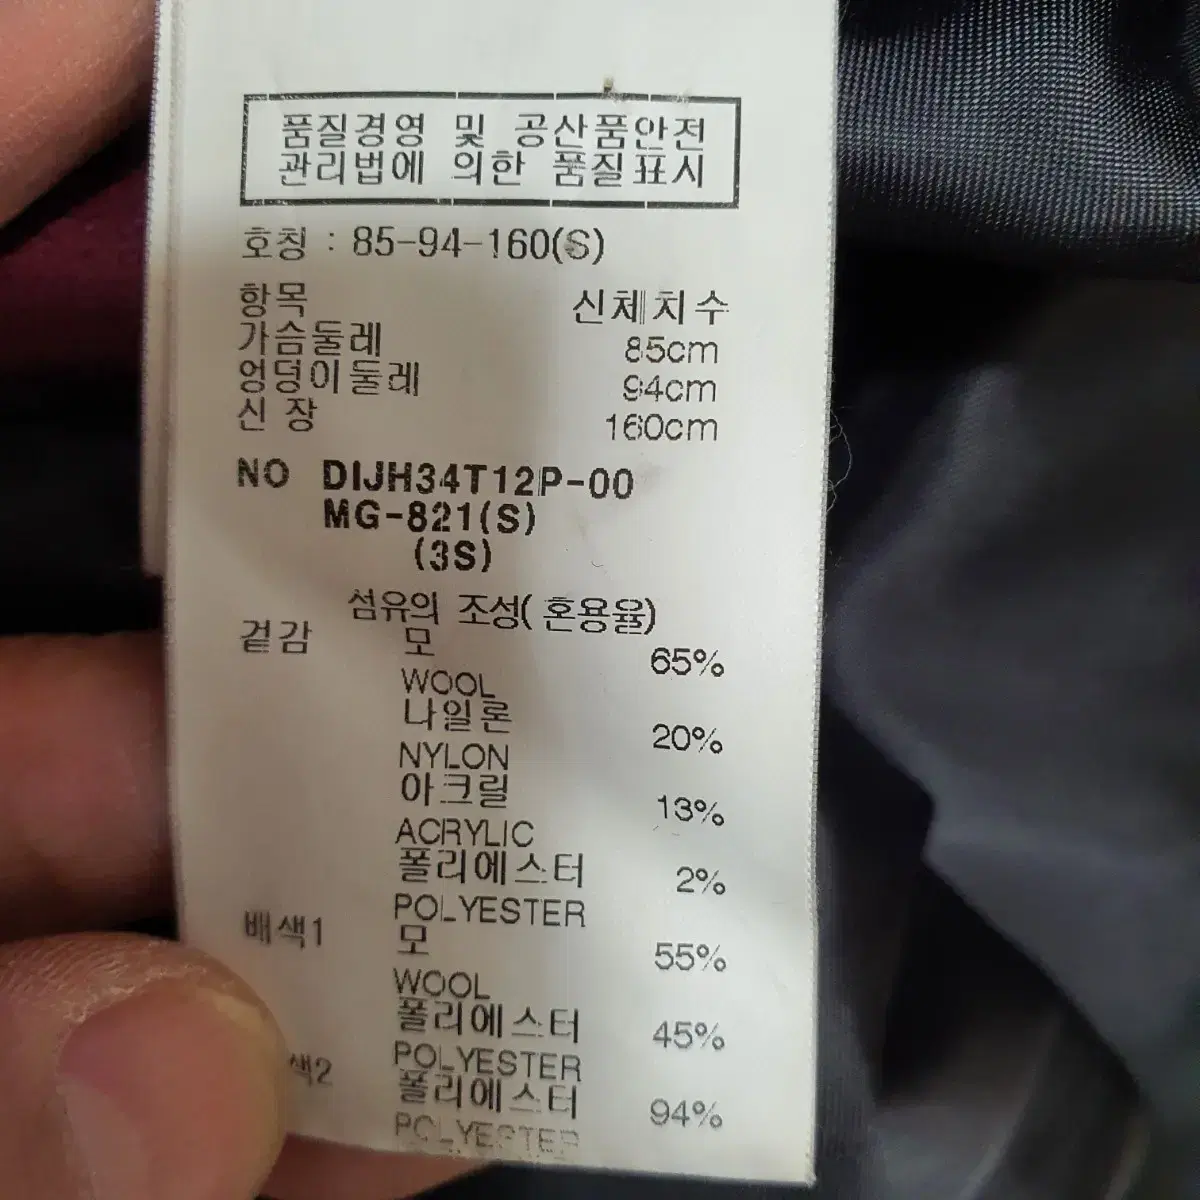 품질경영 및 공산품안전
관리법에 의한 품질표시
호칭 : 85-94-160(S)
항목 신체치수
가슴둘레 85cm
엉덩이둘레 94cm
신 장 160cm
NO DIJH34T12P-00
MG-821(S)
(3S)
섬유의 조성(혼용율)
겉감 모 65%
WOOL
나일론 20%
NYLON
아크릴 13%
ACRYLIC
폴리에스터 2%
POLYESTER
배색1 모 55%
WOOL
폴리에스터 45%
POLYESTER
색2 폴리에스터 94%
POLYESTER